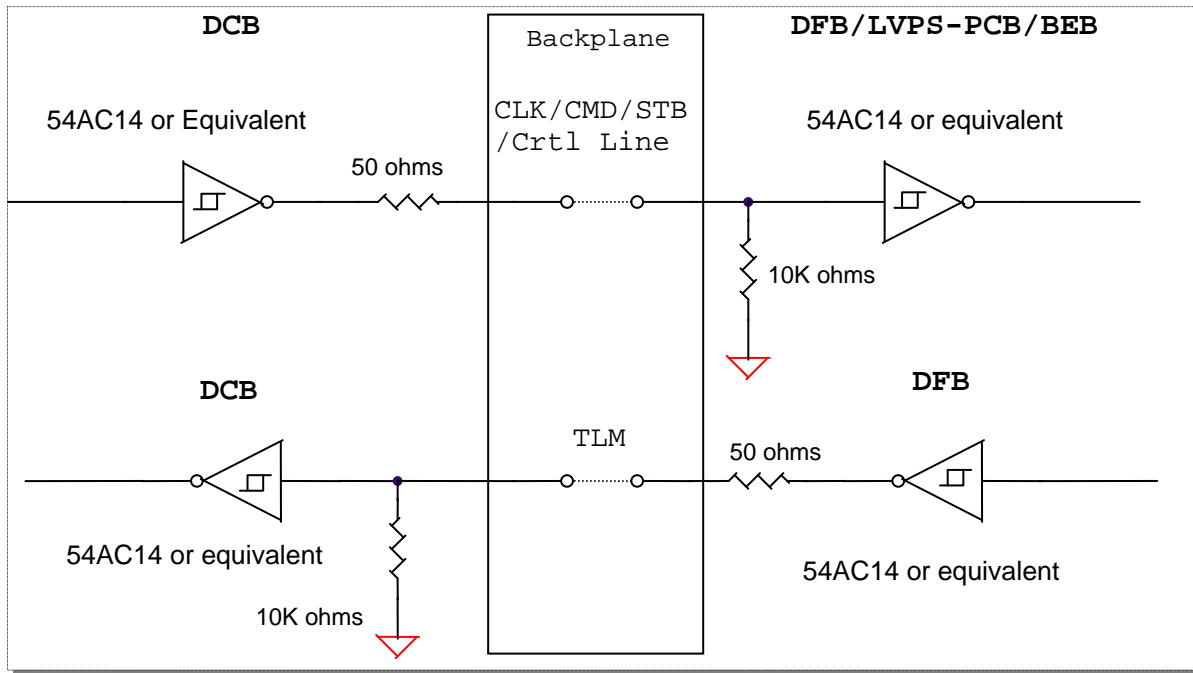 DCB
Backplane
DFB/LVPS-PCB/BEB
54AC14 or Equivalent
CLK/CMD/STB
/Crtl Line
54AC14 or equivalent
50 ohms
10K ohms
DCB
DFB
TLM
50 ohms
54AC14 or equivalent
54AC14 or equivalent
10K ohms